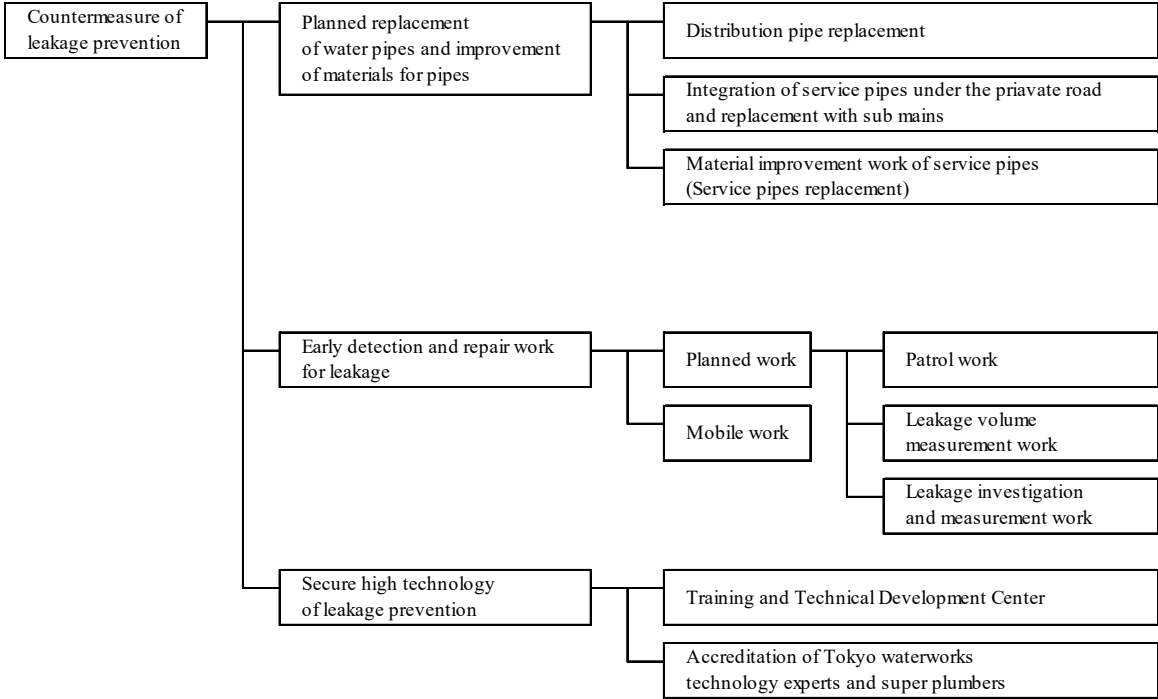 Countermeasure of
leakage prevention
Planned replacement
of water pipes and improvement
of materials for pipes
Distribution pipe replacement
Integration of service pipes under the priavate road
and replacement with sub mains
Material improvement work of service pipes
(Service pipes replacement)
Early detection and repair work
for leakage
Planned work
Patrol work
Leakage volume
measurement work
Mobile work
Leakage investigation
and measurement work
Secure high technology
of leakage prevention
Training and Technical Development Center
Accreditation of Tokyo waterworks
technology experts and super plumbers